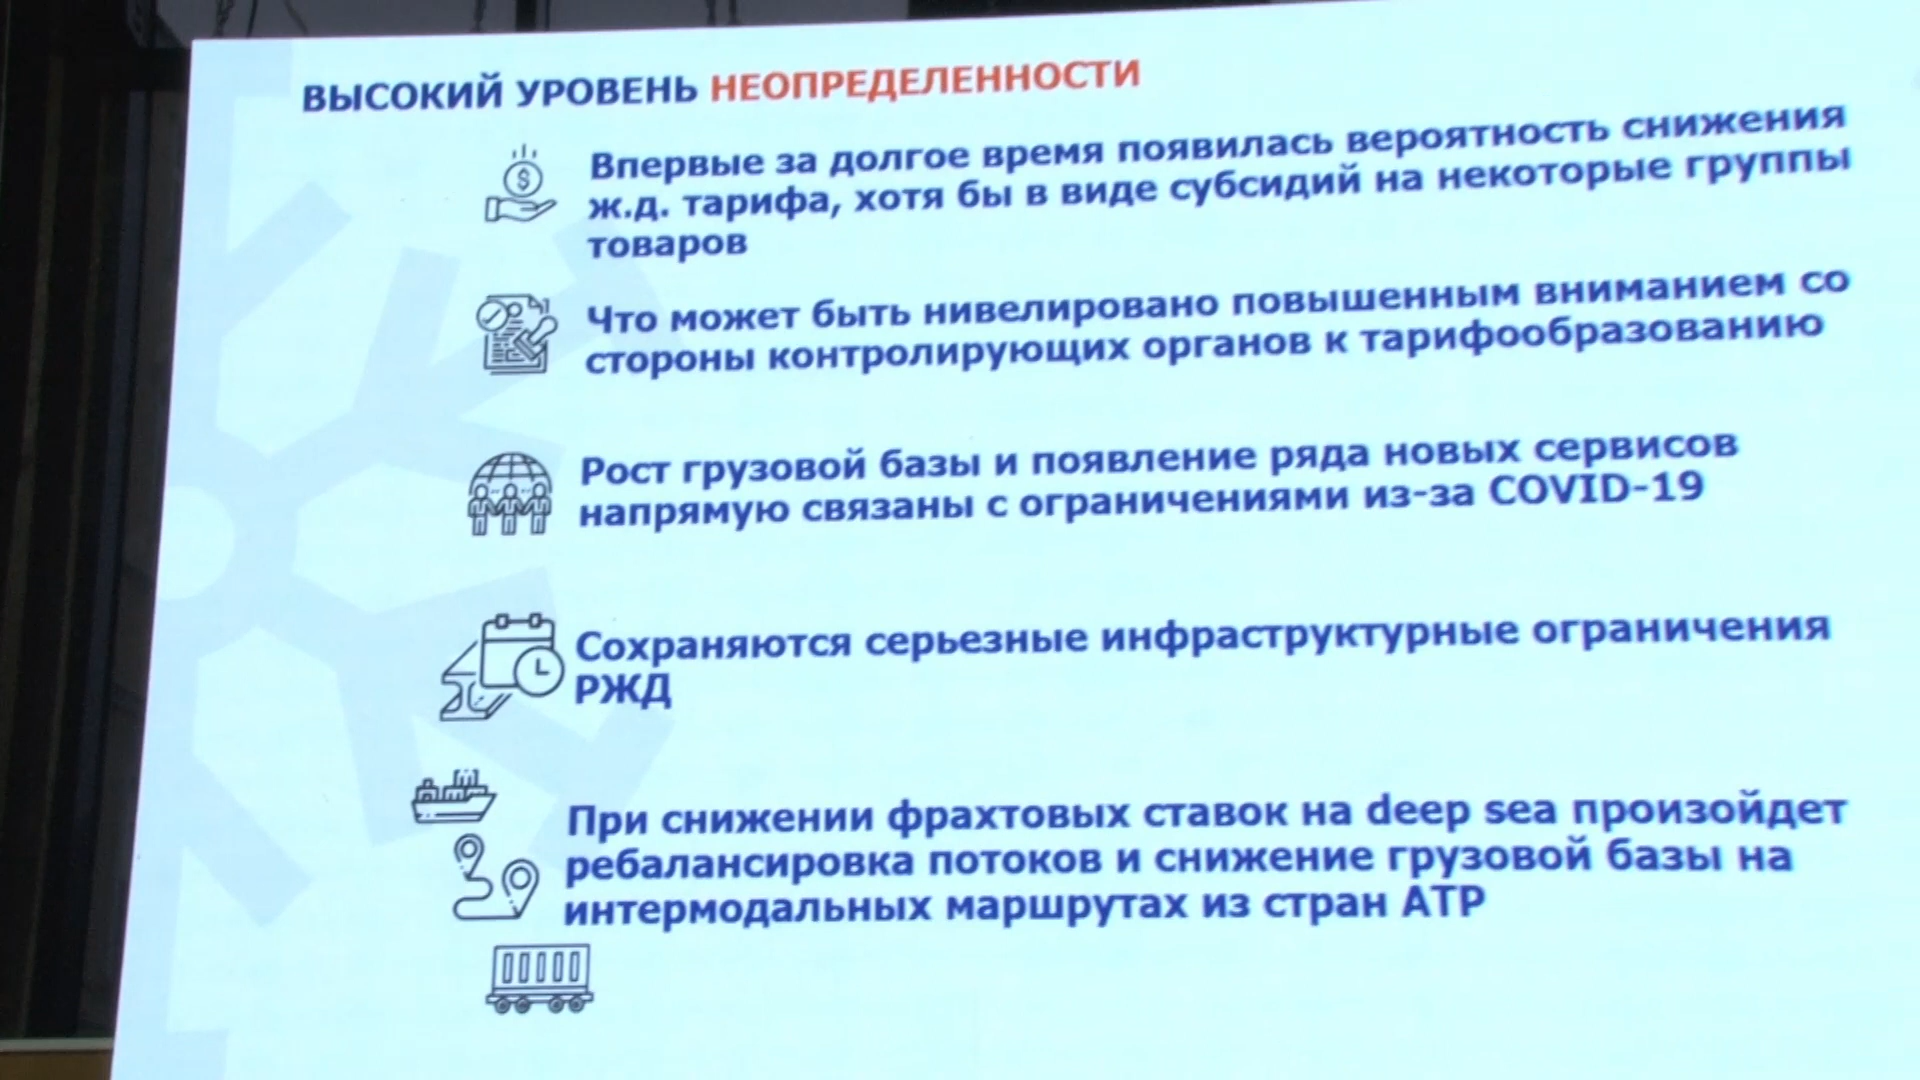 ВЫСОКИЙ УРОВЕНЬ НЕОПРЕДЕЛЕННОСТИ
Впервые за долгое время появилась вероятность снижения
ж.д. тарифа, хотя бы в виде субсидий на некоторые группы
товаров
Что может быть нивелировано повышенным вниманием со
стороны контролирующих органов к тарифообразованию
Рост грузовой базы и появление ряда новых сервисов
напрямую связаны с ограничениями из-за COVID-19
Сохраняются серьезные инфраструктурные ограничения
РЖД
При снижении фрахтовых ставок на deep sea произойдет
ребалансировка потоков и снижение грузовой базы на
интермодальных маршрутах из стран АТР